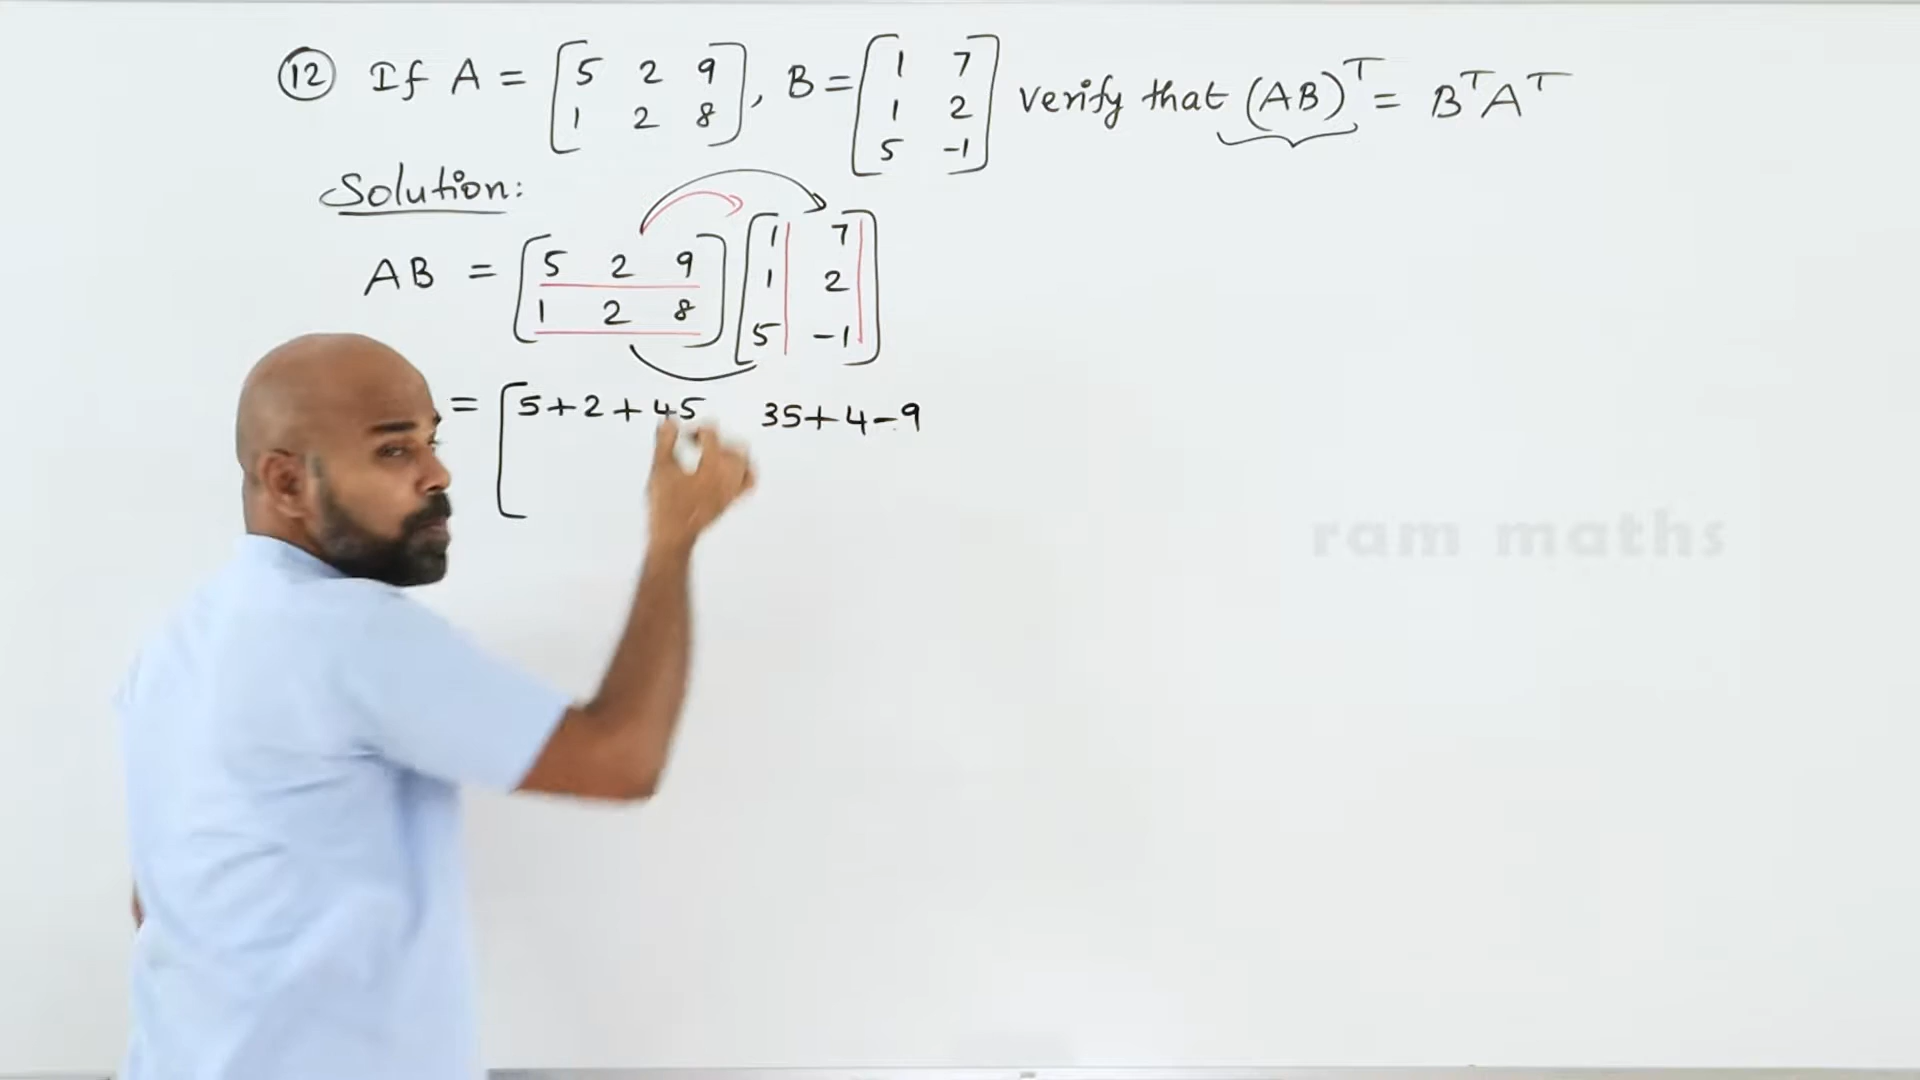 12 If A = [5 2 9
1 2 8], B = [1 7
1 2
5 -1] verify that (AB)ᵀ = BᵀAᵀ
Solution:
AB = [5 2 9
1 2 8] [1 7
1 2
5 -1]
= [5+2+45 35+4-9
ram maths